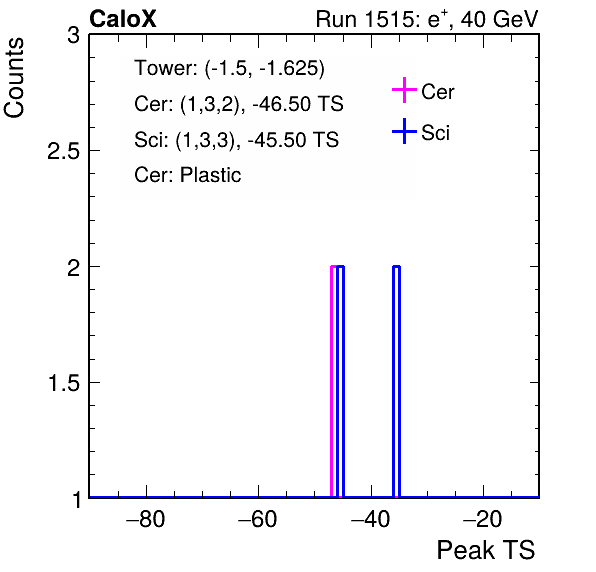 CaloX Run 1515: e⁺, 40 GeV
Counts
Tower: (-1.5, -1.625)
Cer: (1,3,2), -46.50 TS
Sci: (1,3,3), -45.50 TS
Cer: Plastic
Cer
Sci
3
2.5
2
1.5
1
−80 −60 −40 −20
Peak TS